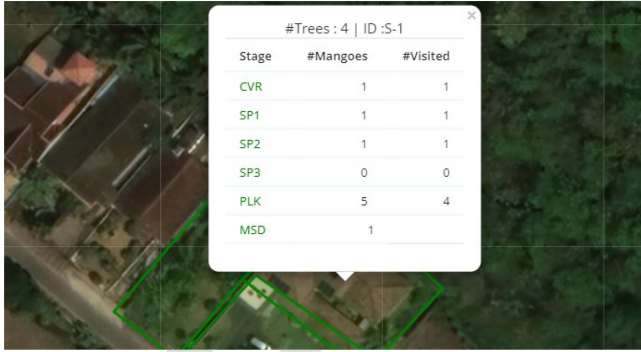 ×
#Trees : 4 | ID :S-1
Stage #Mangoes #Visited
CVR 1 1
SP1 1 1
SP2 1 1
SP3 0 0
PLK 5 4
MSD 1